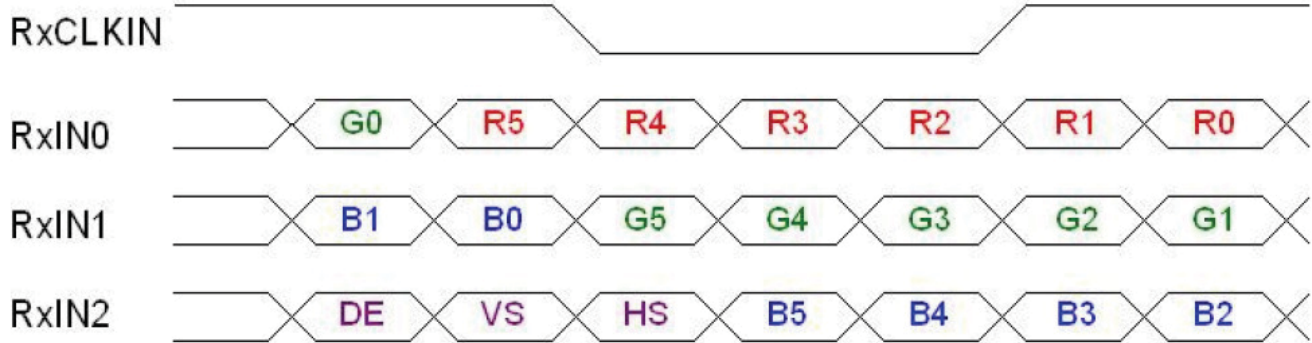 RxCLKIN
RxIN0 G0 R5 R4 R3 R2 R1 R0
RxIN1 B1 B0 G5 G4 G3 G2 G1
RxIN2 DE VS HS B5 B4 B3 B2